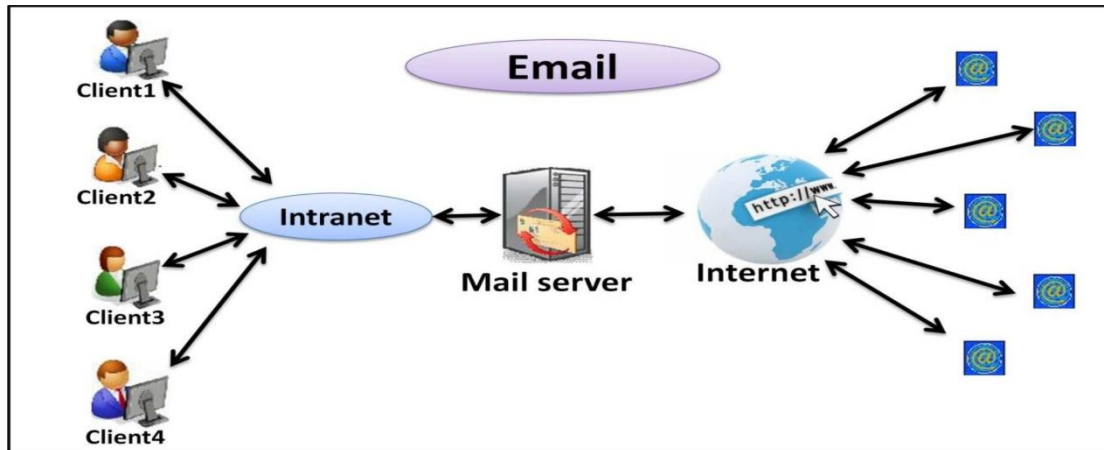 Email
Client1
Client2
Client3
Client4
Intranet
Mail server
http://www.
Internet
@
@
@
@
@